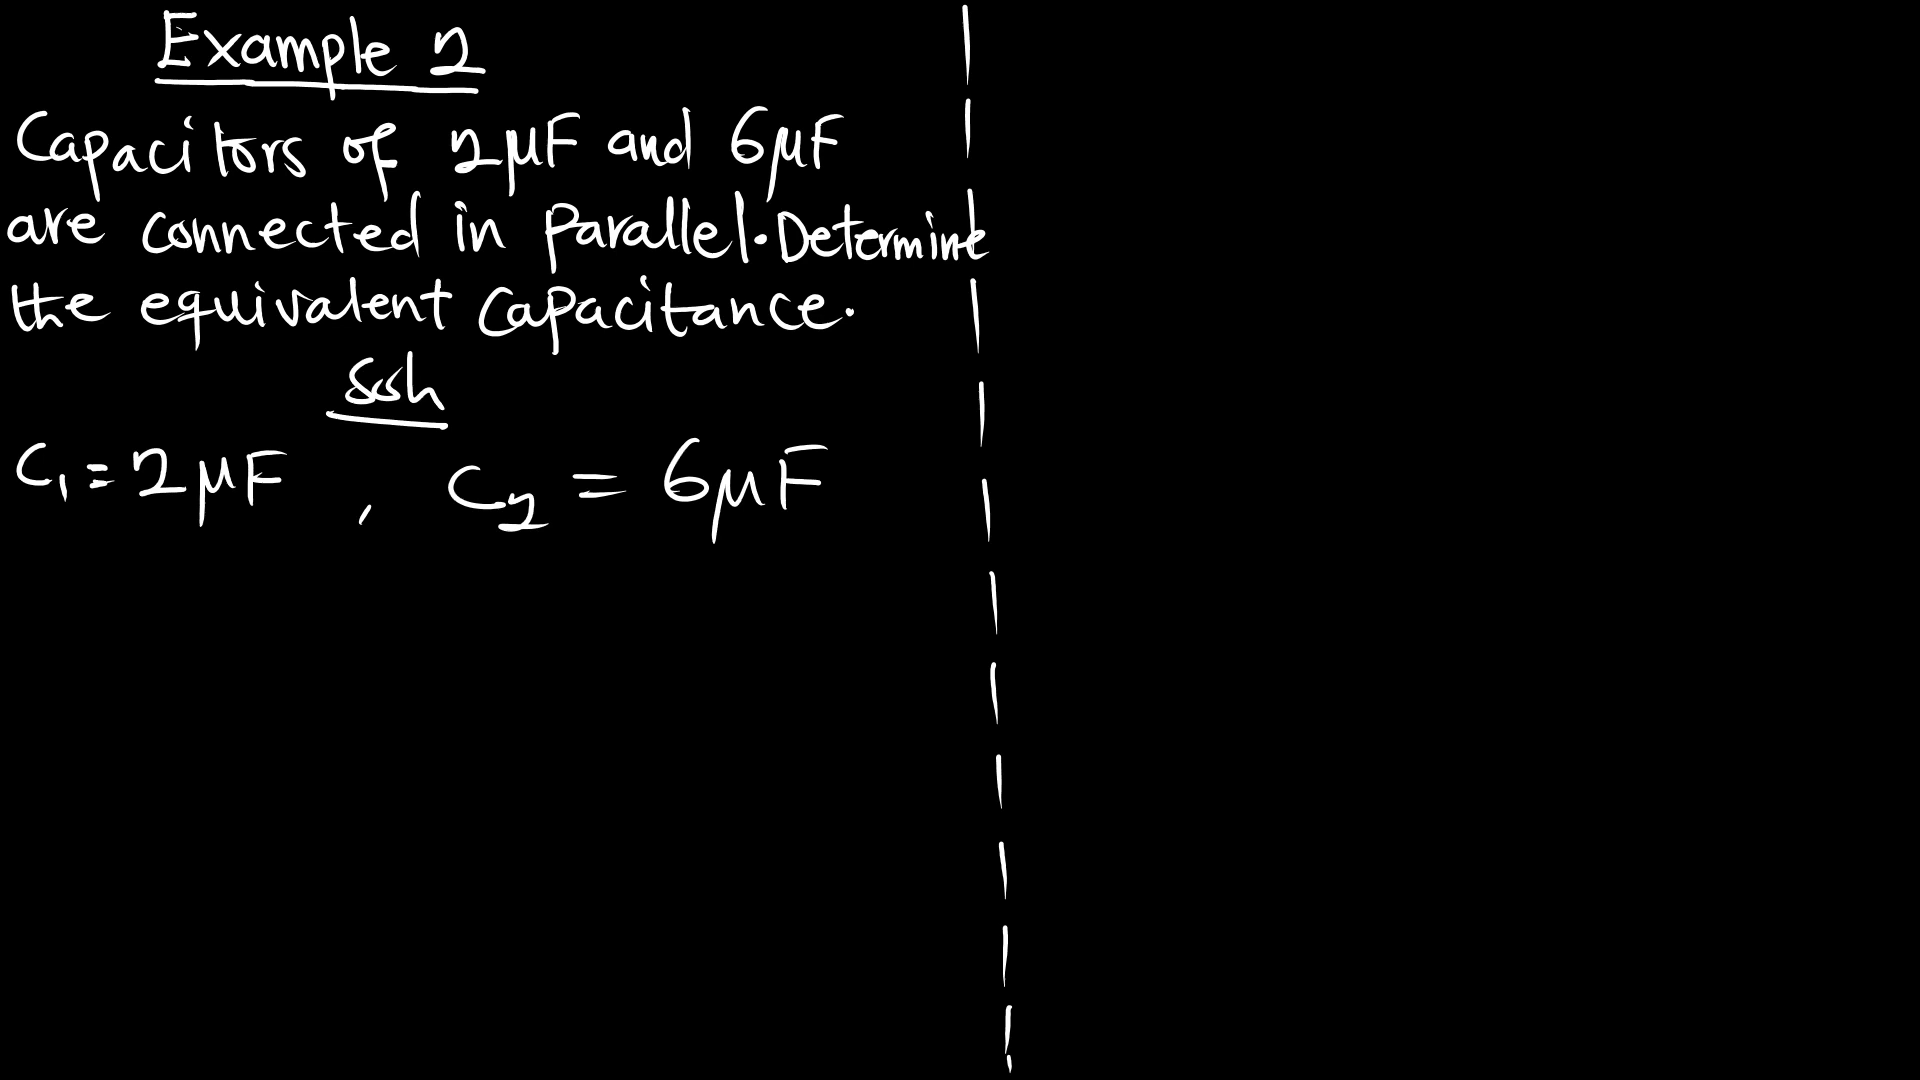 Example 2
Capacitors of 2μF and 6μF
are connected in parallel. Determine
the equivalent capacitance.
Soln
C₁ = 2μF , C₂ = 6μF